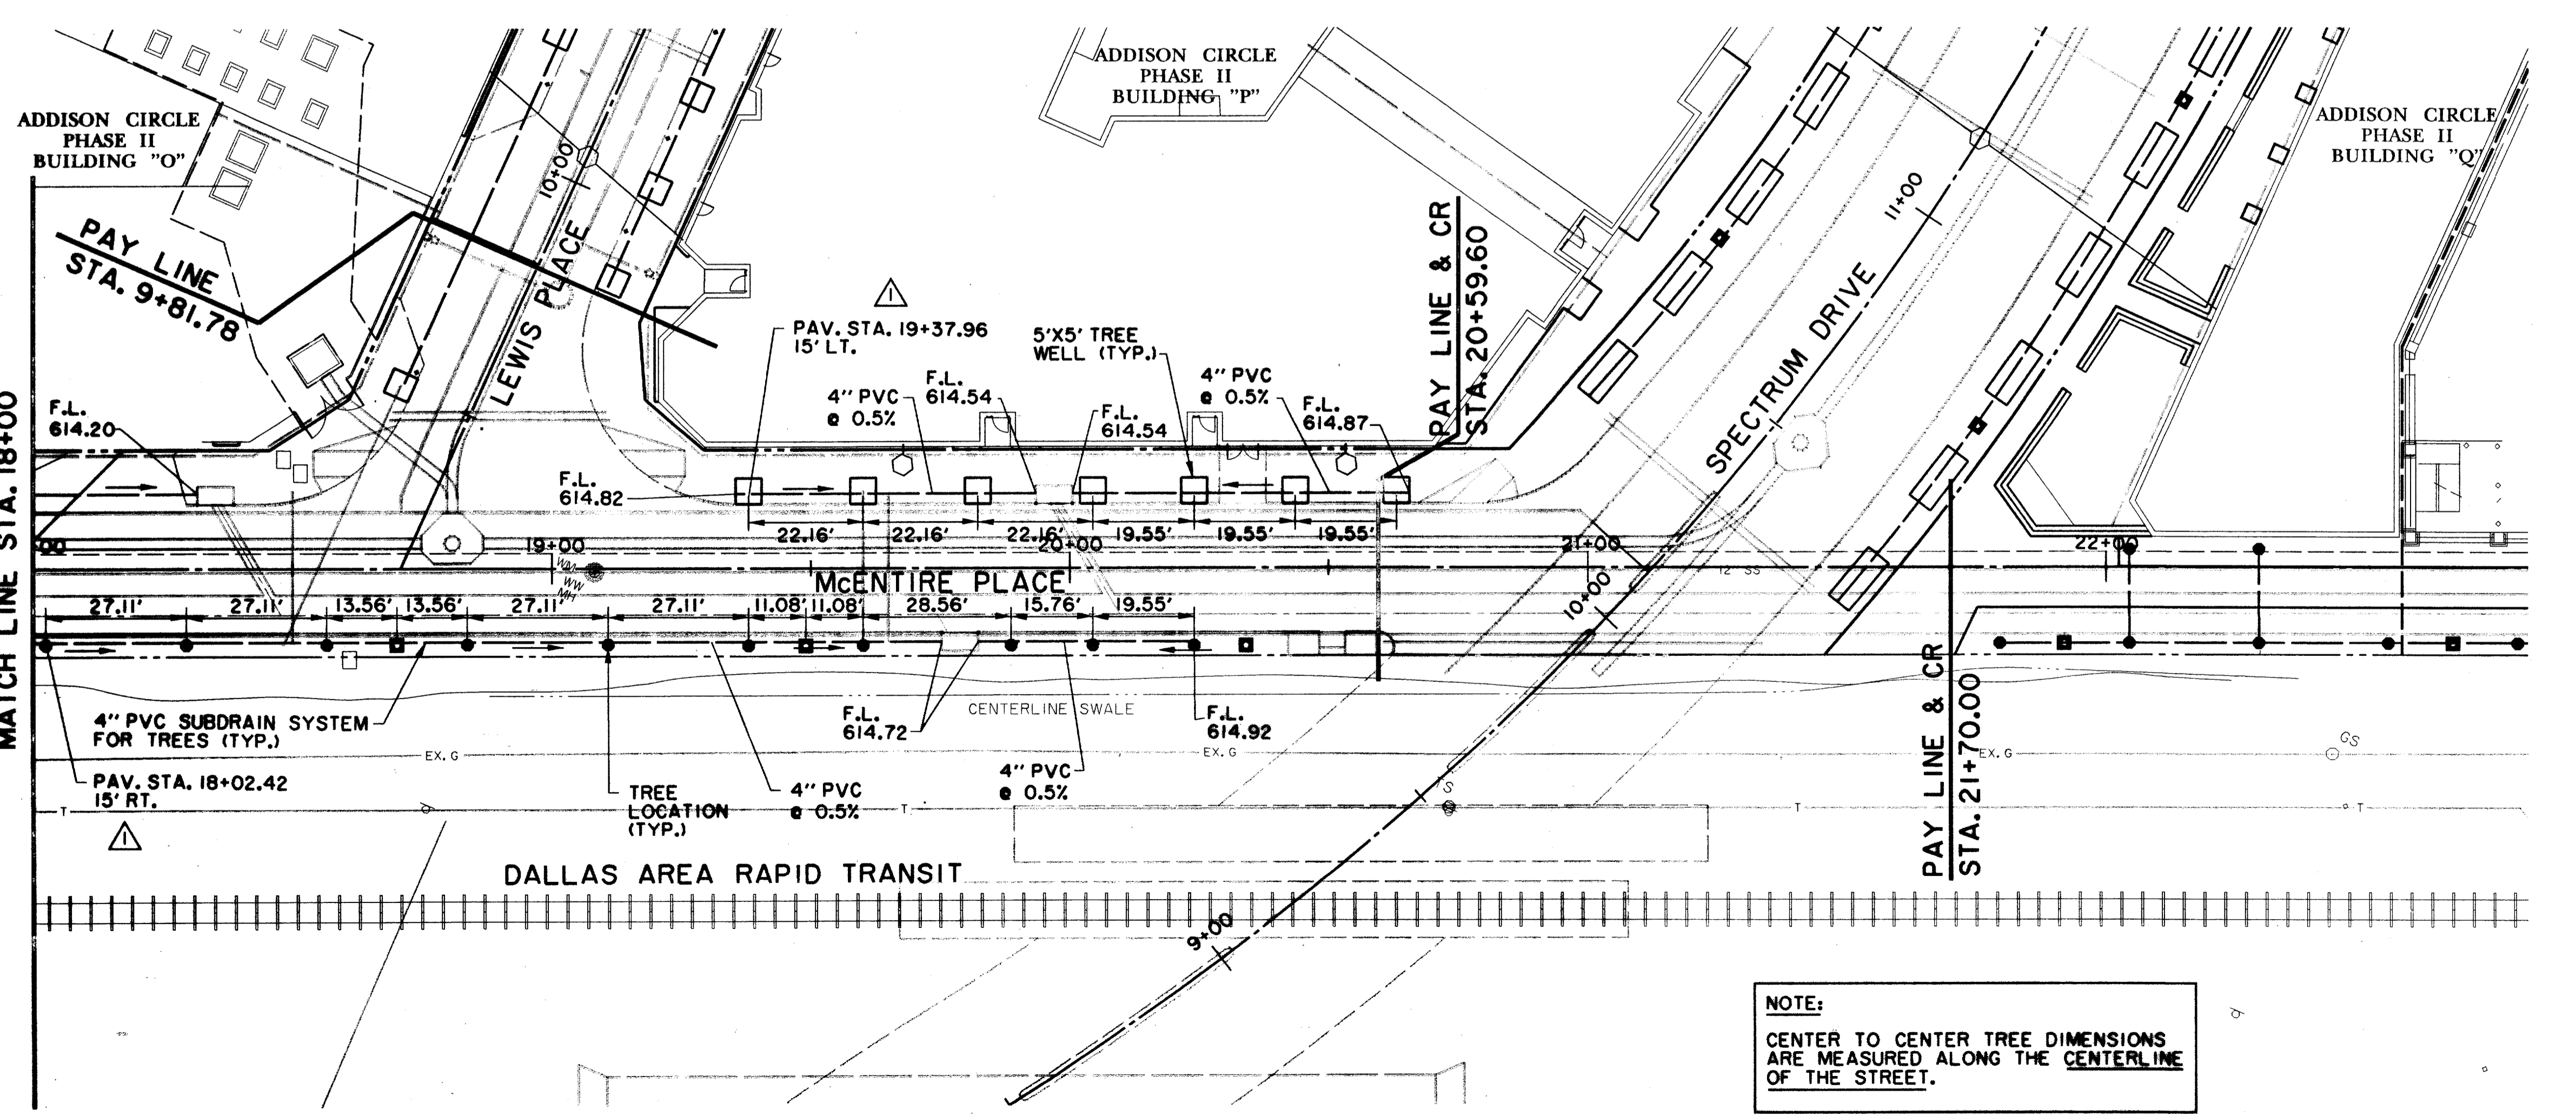 ADDISON CIRCLE
PHASE II
BUILDING "O"
ADDISON CIRCLE
PHASE II
BUILDING "P"
ADDISON CIRCLE
PHASE II
BUILDING "Q"
PAY LINE
STA. 9+81.78
10+00
LEWIS PLACE
11+00
SPECTRUM DRIVE
PAY LINE & CR
STA. 20+59.60
PAV. STA. 19+37.96
15' LT.
5'X5' TREE
WELL (TYP.)
4" PVC
@ 0.5%
F.L.
614.54
F.L.
614.54
4" PVC
@ 0.5%
F.L.
614.87
F.L.
614.20
F.L.
614.82
MATCH LINE STA. 18+00
22.16'
22.16'
22.16'
19.55'
19.55'
19.55'
00
19+00
20+00
21+00
22+00
WW
WW
MH
McENTIRE PLACE
12" SS
10+00
27.11'
27.11'
13.56'
13.56'
27.11'
27.11'
11.08'
11.08'
28.56'
15.76'
19.55'
4" PVC SUBDRAIN SYSTEM
FOR TREES (TYP.)
F.L.
614.72
CENTERLINE SWALE
F.L.
614.92
EX. G
EX. G
EX. G
GS
PAV. STA. 18+02.42
15' RT.
TREE
LOCATION
(TYP.)
4" PVC
@ 0.5%
4" PVC
@ 0.5%
T
T
T
T
PAY LINE & CR
STA. 21+70.00
1
1
DALLAS AREA RAPID TRANSIT
9+00
NOTE:
CENTER TO CENTER TREE DIMENSIONS
ARE MEASURED ALONG THE CENTERLINE
OF THE STREET.